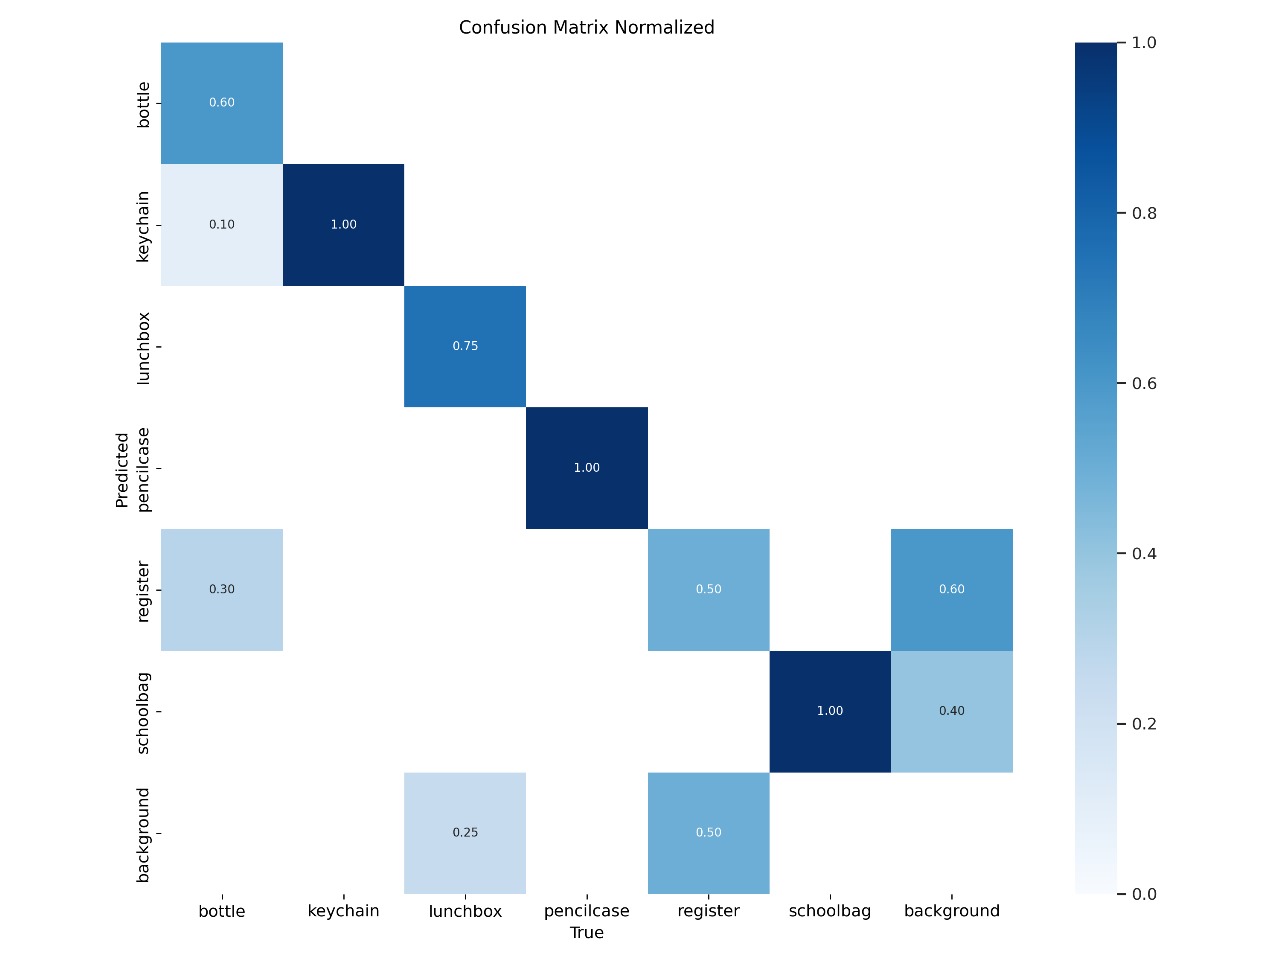 Confusion Matrix Normalized
1.0
bottle
0.60
0.8
keychain
0.10
1.00
lunchbox
0.75
0.6
Predicted
pencilcase
1.00
0.4
register
0.30
0.50
0.60
schoolbag
1.00
0.40
0.2
background
0.25
0.50
0.0
bottle keychain lunchbox pencilcase register schoolbag background
True